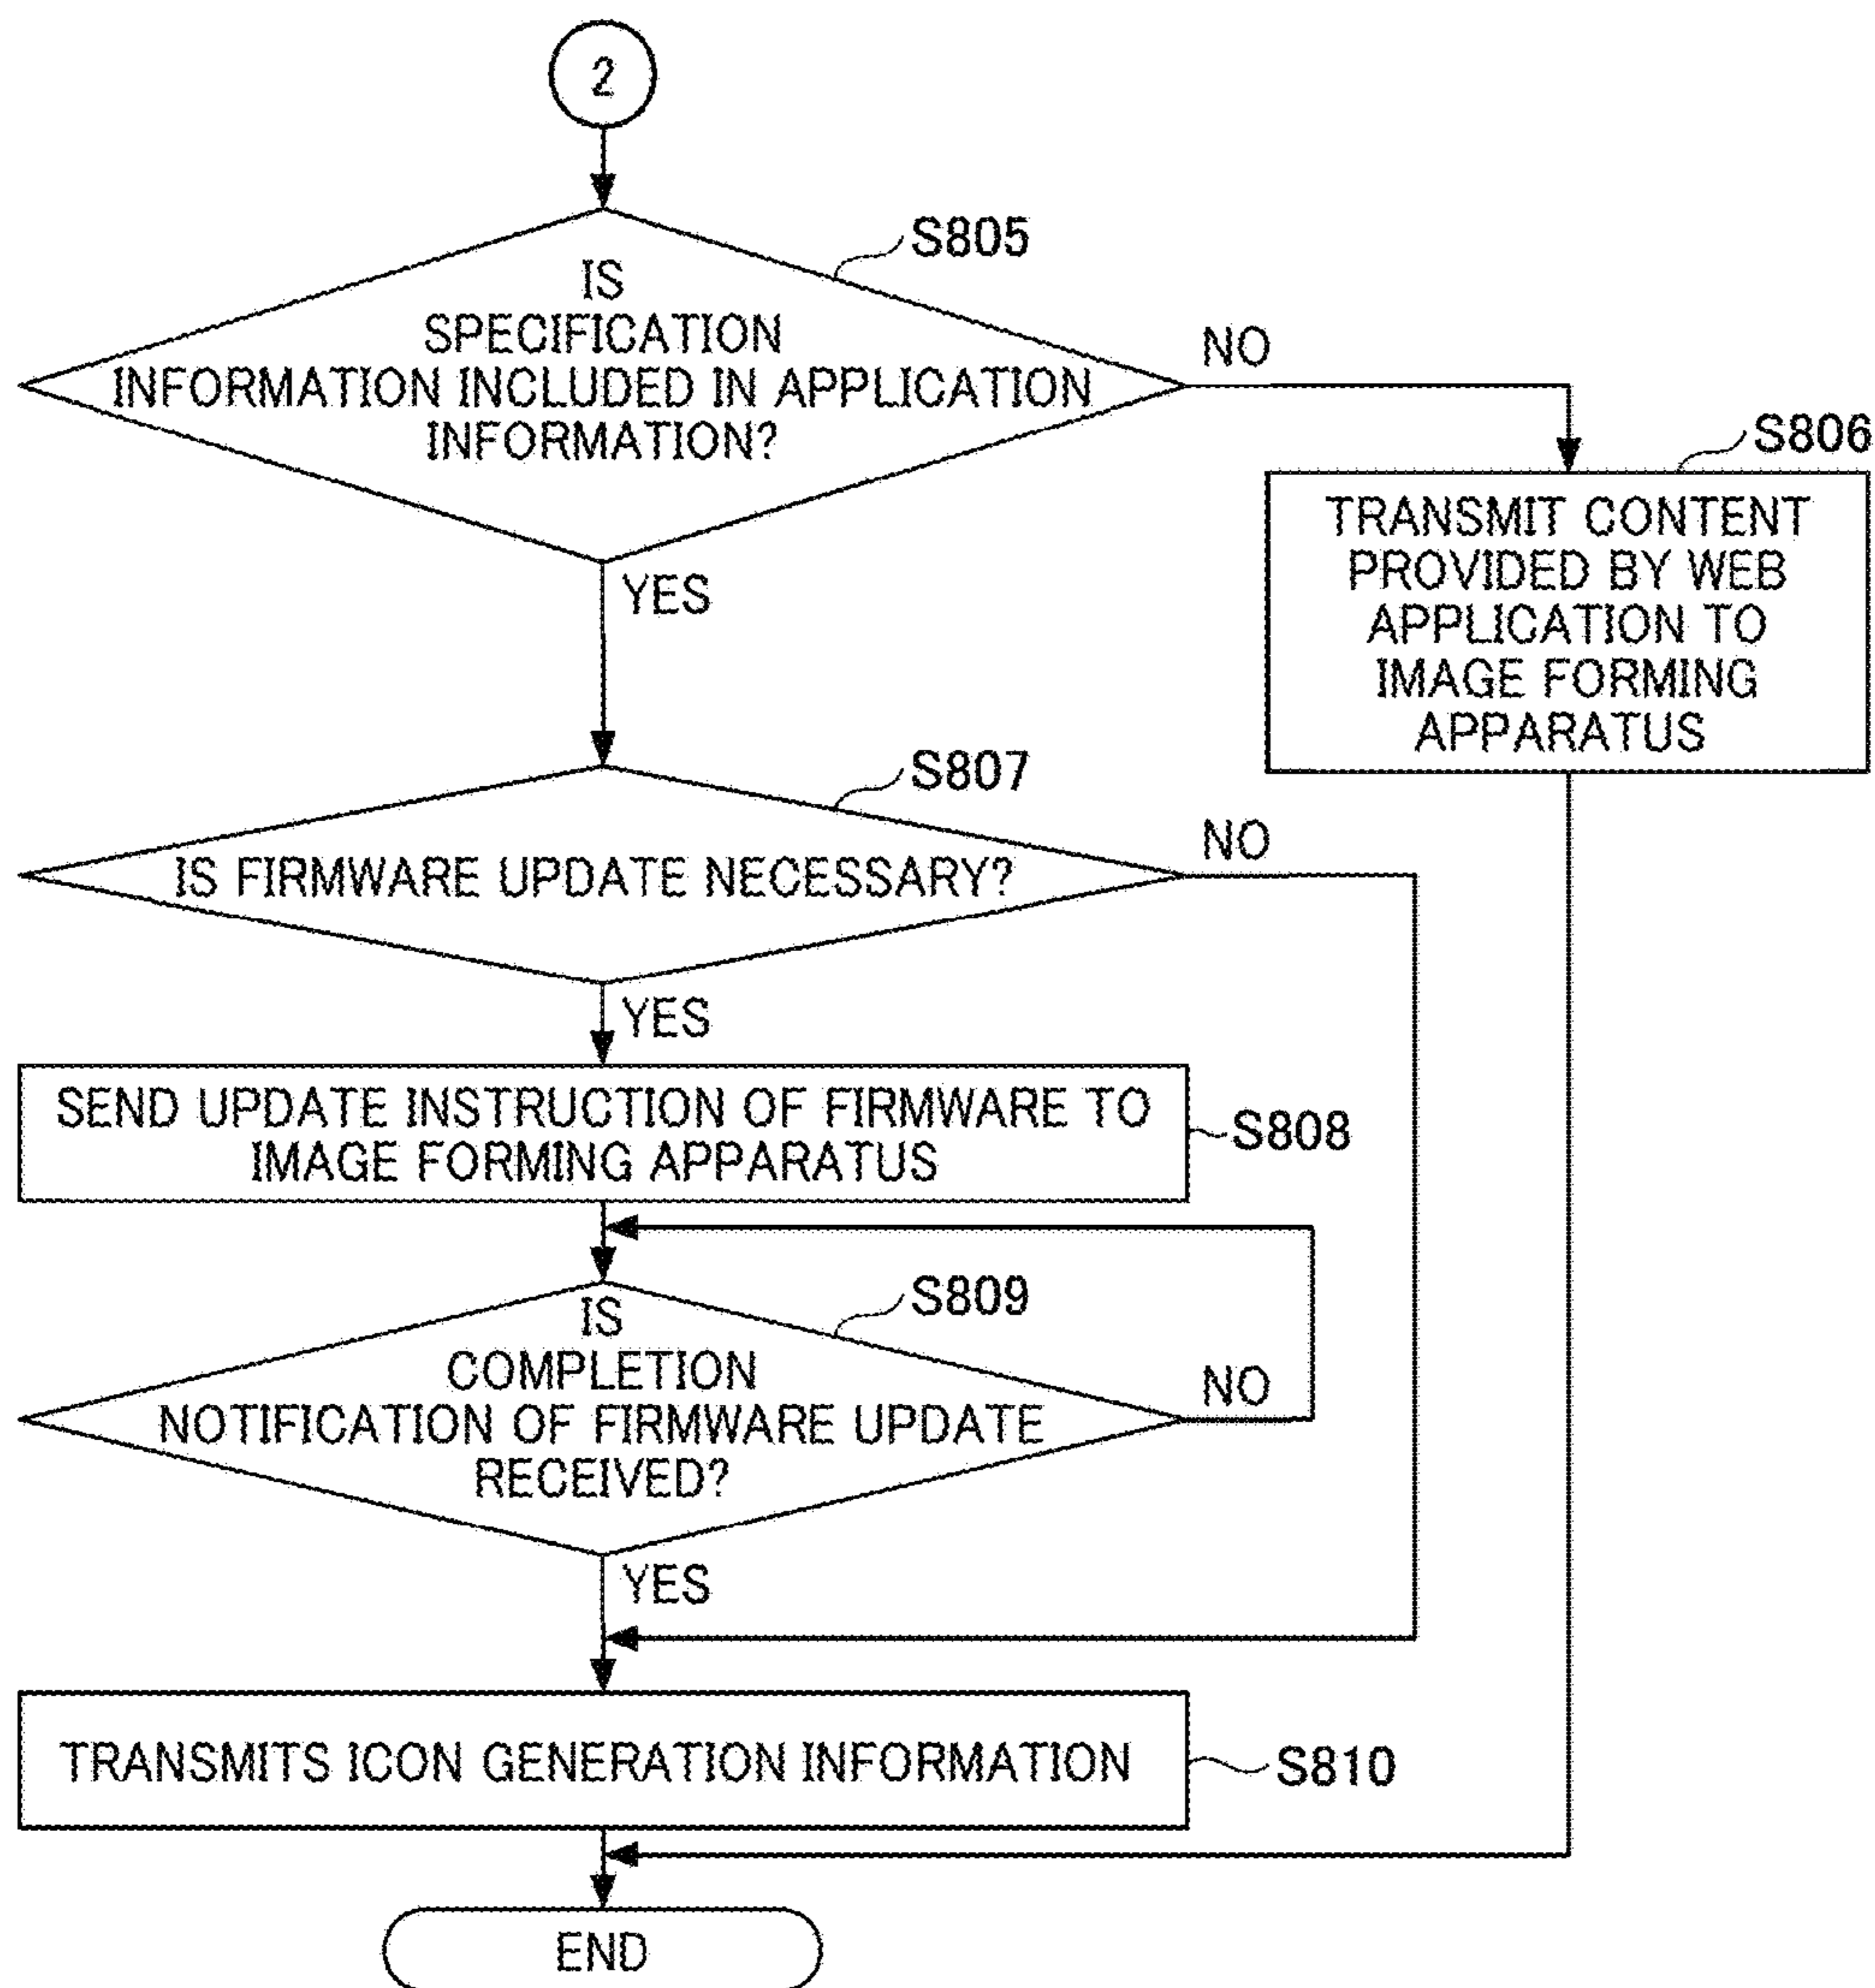 2
S805
IS
SPECIFICATION
INFORMATION INCLUDED IN APPLICATION
INFORMATION?
NO
YES
S806
TRANSMIT CONTENT
PROVIDED BY WEB
APPLICATION TO
IMAGE FORMING
APPARATUS
S807
IS FIRMWARE UPDATE NECESSARY?
NO
YES
SEND UPDATE INSTRUCTION OF FIRMWARE TO
IMAGE FORMING APPARATUS
S808
S809
IS
COMPLETION
NOTIFICATION OF FIRMWARE UPDATE
RECEIVED?
NO
YES
TRANSMITS ICON GENERATION INFORMATION
S810
END